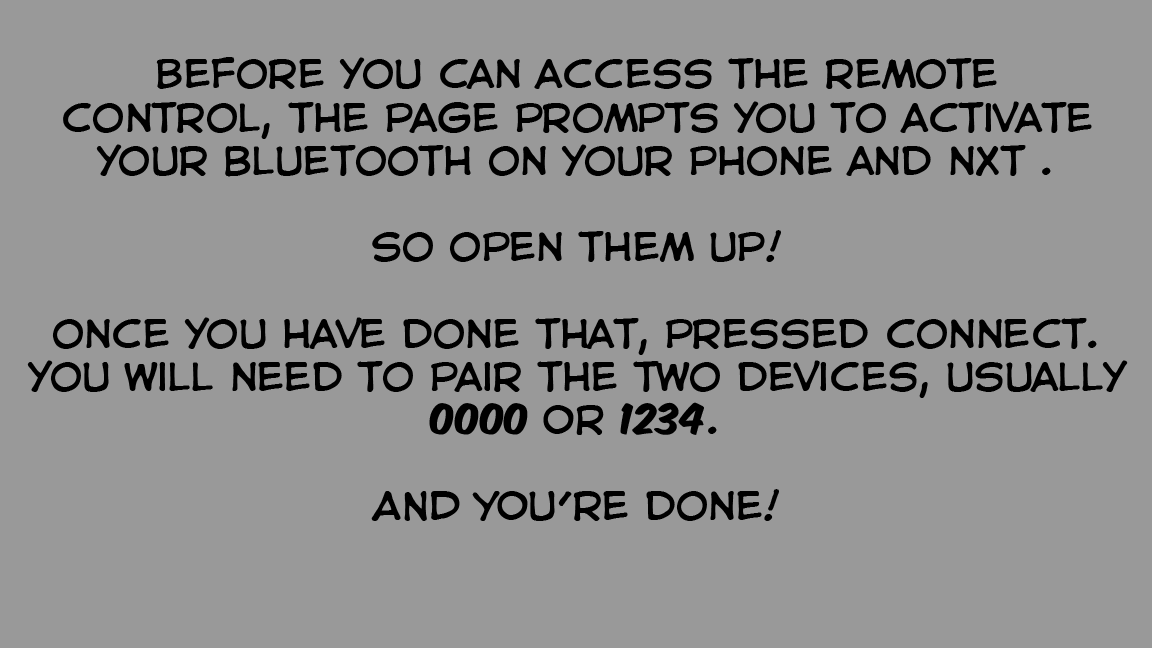 BEFORE YOU CAN ACCESS THE REMOTE
CONTROL, THE PAGE PROMPTS YOU TO ACTIVATE
YOUR BLUETOOTH ON YOUR PHONE AND NXT .
SO OPEN THEM UP!
ONCE YOU HAVE DONE THAT, PRESSED CONNECT.
YOU WILL NEED TO PAIR THE TWO DEVICES, USUALLY
0000 OR 1234.
AND YOU'RE DONE!